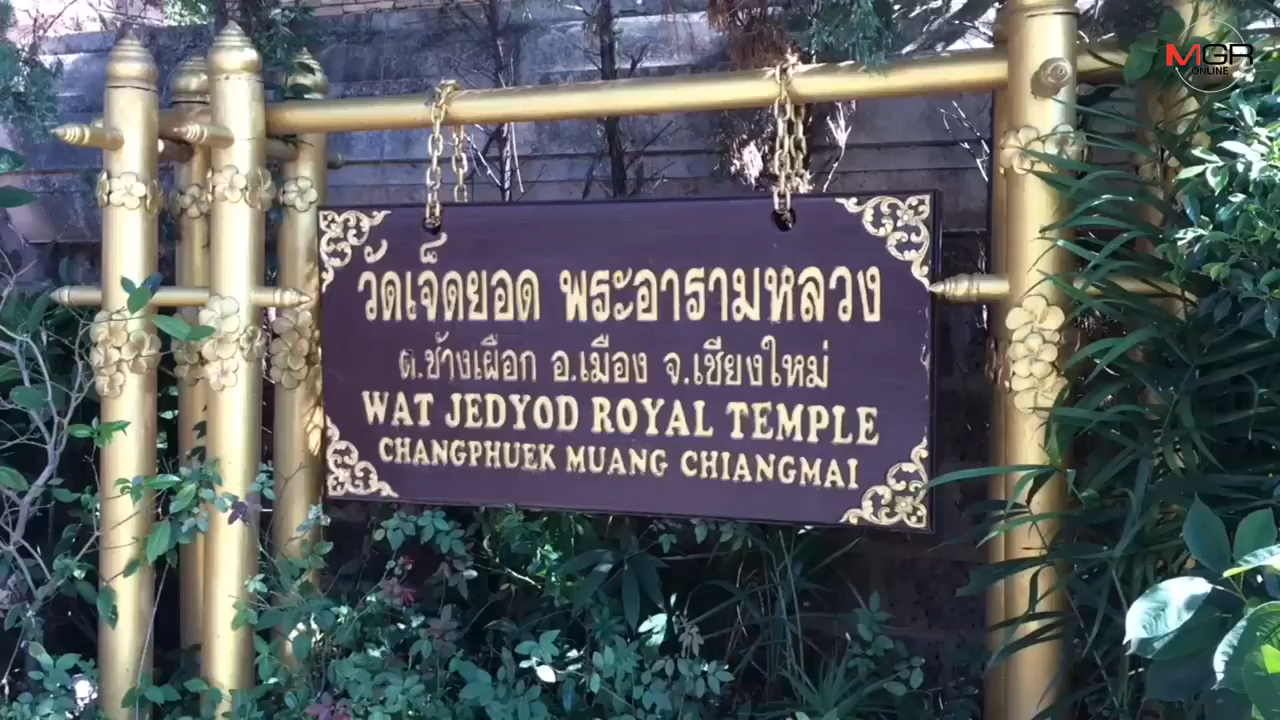 MGR
ONLINE
วัดเจ็ดยอด พระอารามหลวง
ต.ช้างเผือก อ.เมือง จ.เชียงใหม่
WAT JEDYOD ROYAL TEMPLE
CHANGPHUEK MUANG CHIANGMAI